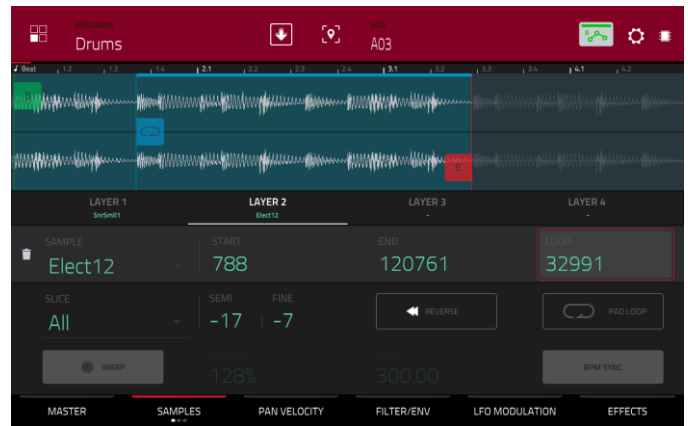 PROGRAM
Drums
PAD
A03
Beat 1.2 1.3 1.4 2.1 2.2 2.3 2.4 3.1 3.2 3.3 3.4 4.1 4.2
S
E
LAYER 1 LAYER 2 LAYER 3 LAYER 4
SnrSmll1 Elect12 - -
SAMPLE START END LOOP
Elect12 788 120761 32991
SLICE SEMI FINE
All -17 -7 REVERSE PAD LOOP
WARP 128% 300.00 BPM SYNC
MASTER SAMPLES PAN VELOCITY FILTER/ENV LFO MODULATION EFFECTS